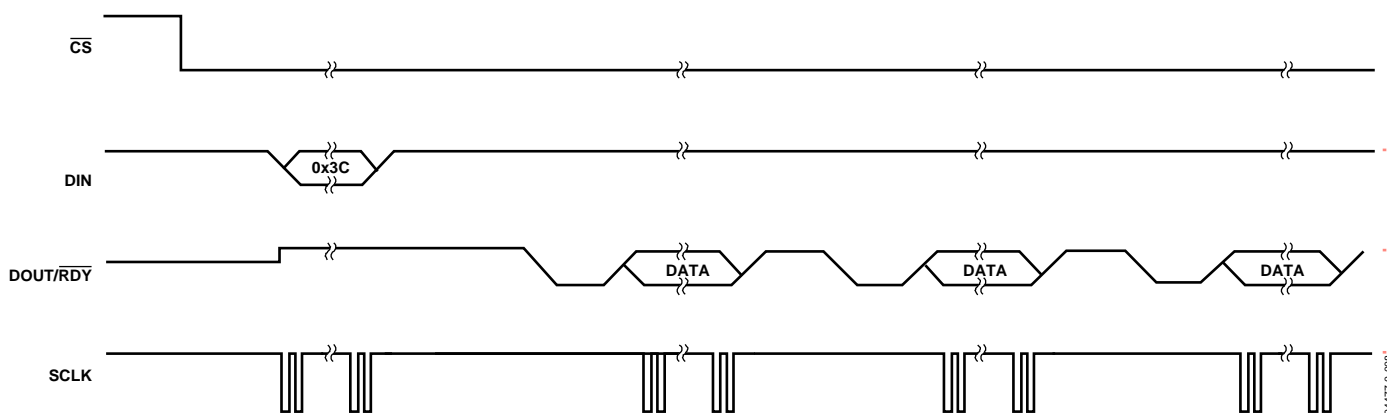 CS
DIN
0x3C
DOUT/RDY
DATA
DATA
DATA
SCLK